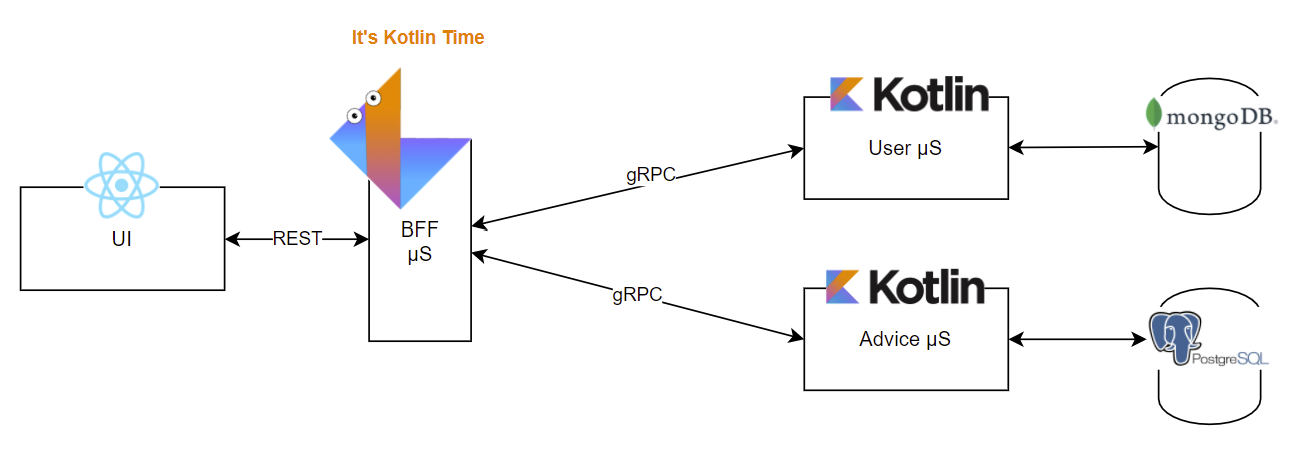 It's Kotlin Time
UI
REST
BFF
µS
gRPC
gRPC
Kotlin
User µS
mongoDB.
Kotlin
Advice µS
PostgreSQL